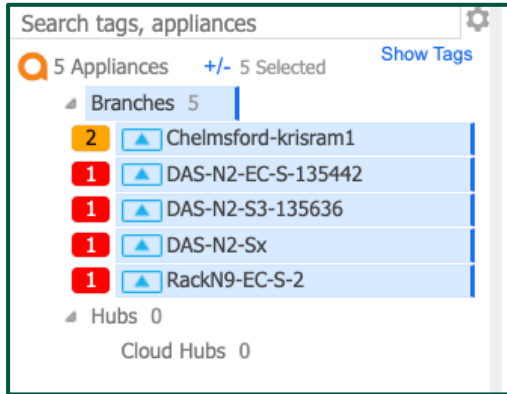 Search tags, appliances
Show Tags
5 Appliances +/- 5 Selected
Branches 5
2 Chelmsford-krisram1
1 DAS-N2-EC-S-135442
1 DAS-N2-S3-135636
1 DAS-N2-Sx
1 RackN9-EC-S-2
Hubs 0
Cloud Hubs 0